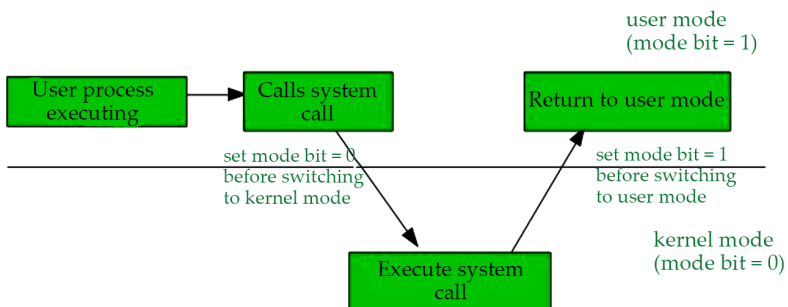 user mode
(mode bit = 1)
User process
executing
Calls system
call
Return to user mode
set mode bit = 0
before switching
to kernel mode
set mode bit = 1
before switching
to user mode
kernel mode
(mode bit = 0)
Execute system
call